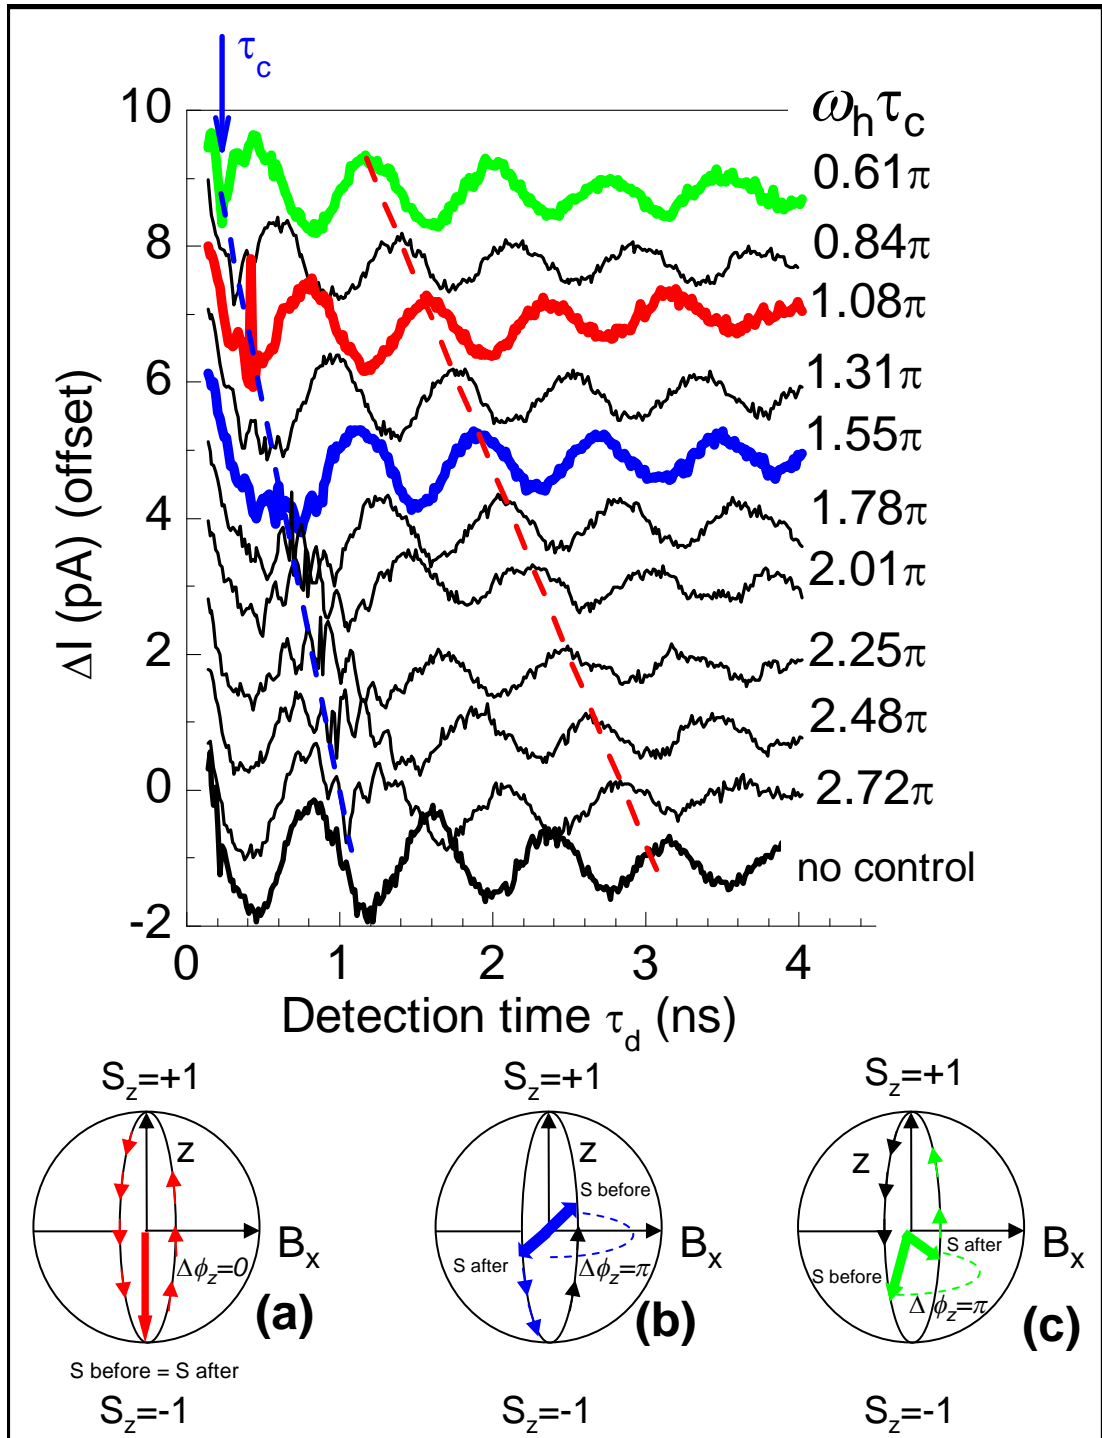 τc
10
8
6
4
2
0
-2
ΔI (pA) (offset)
ωhτc
0.61π
0.84π
1.08π
1.31π
1.55π
1.78π
2.01π
2.25π
2.48π
2.72π
no control
0 1 2 3 4
Detection time τd (ns)
Sz=+1
z
Bx
Δϕz=0
(a)
S before = S after
Sz=-1
Sz=+1
z
S before
Bx
S after
Δϕz=π
(b)
Sz=-1
Sz=+1
z
Bx
S after
S before
Δ ϕz=π
(c)
Sz=-1